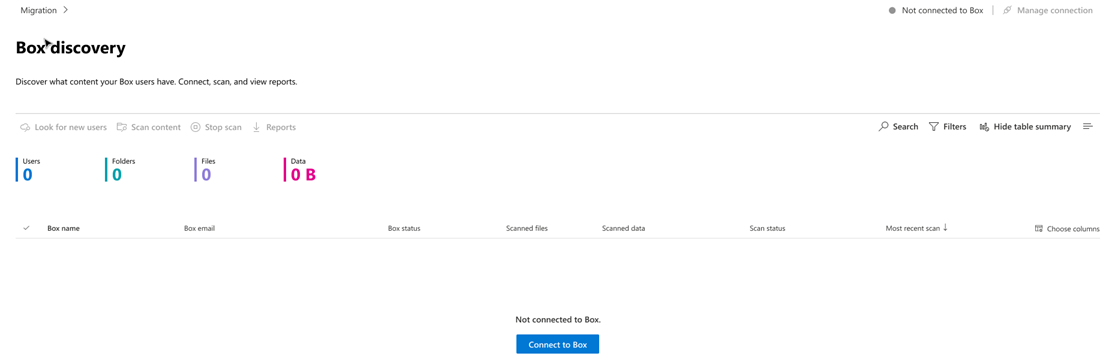 Migration
Not connected to Box | Manage connection
Box discovery
Discover what content your Box users have. Connect, scan, and view reports.
Look for new users Scan content Stop scan Reports Search Filters Hide table summary
Users Folders Files Data
0 0 0 0 B
Box name Box email Box status Scanned files Scanned data Scan status Most recent scan Choose columns
Not connected to Box.
Connect to Box